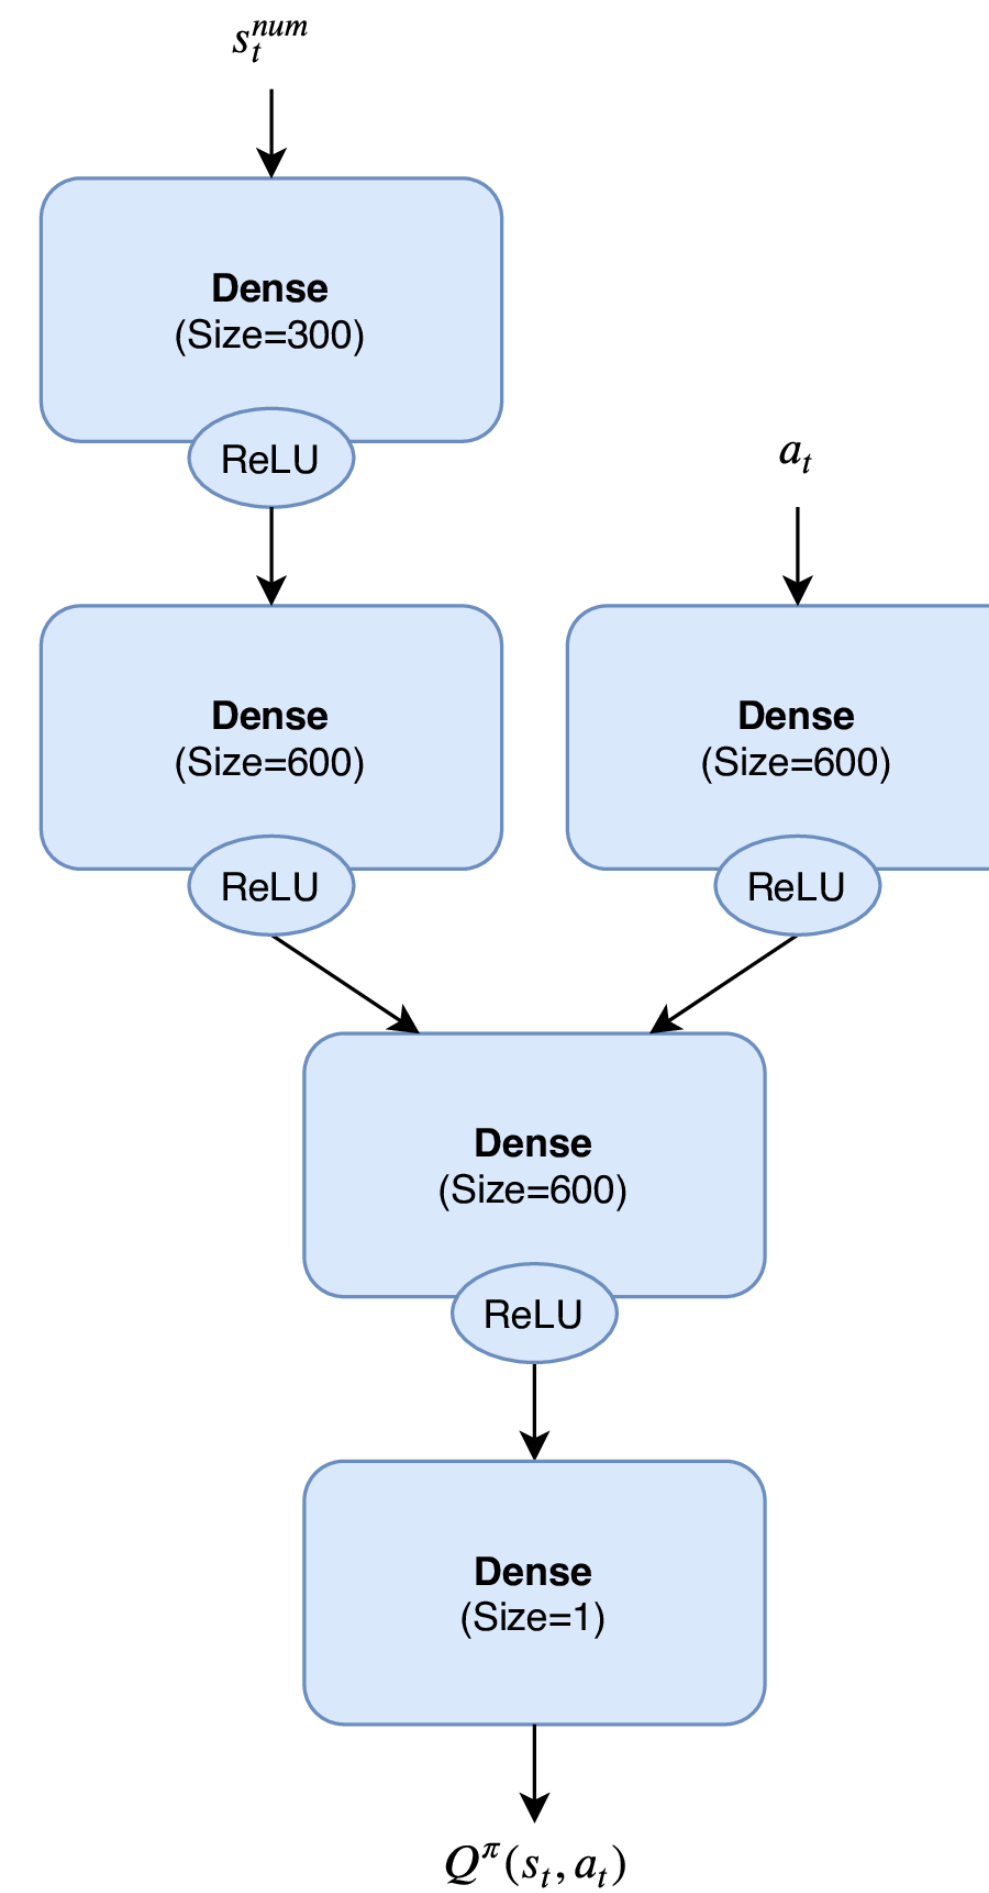 s_t^{num}
Dense
(Size=300)
ReLU
a_t
Dense
(Size=600)
ReLU
Dense
(Size=600)
ReLU
Dense
(Size=600)
ReLU
Dense
(Size=1)
Q^π(s_t, a_t)